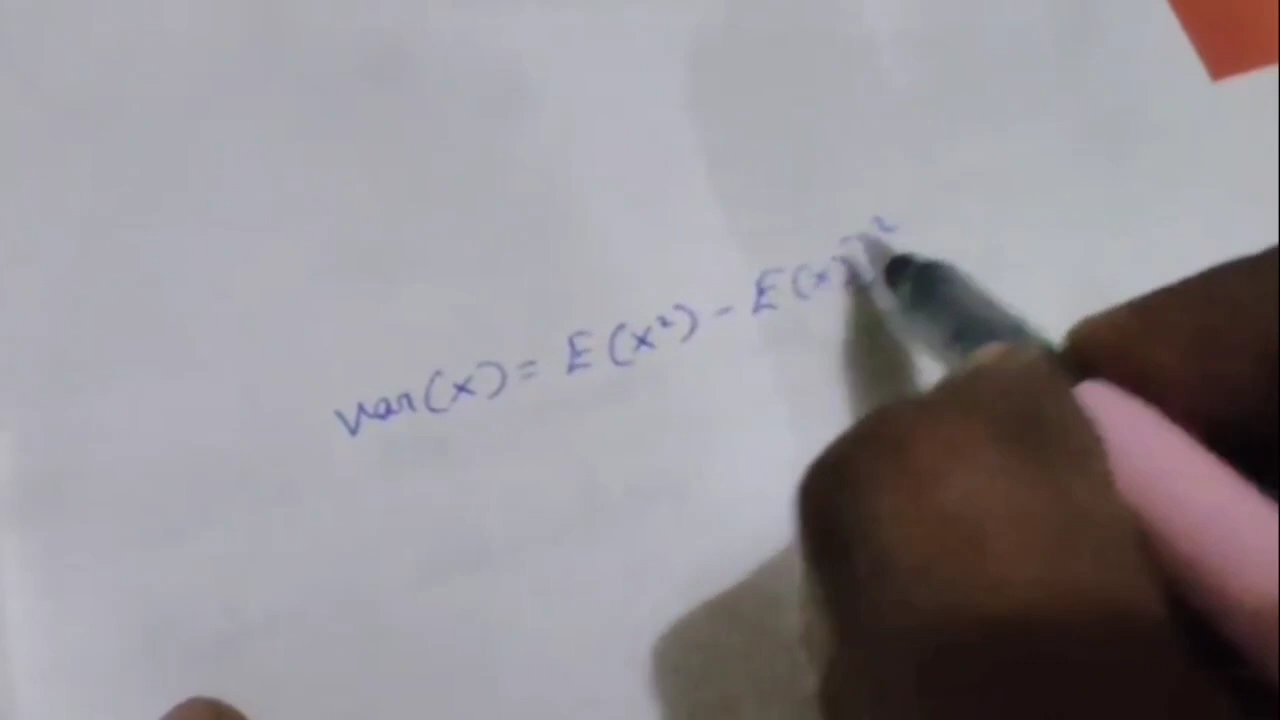 var(x) = E(x²) - E(x)²